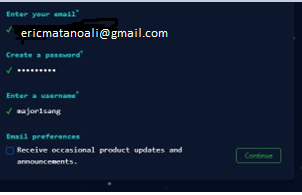 Enter your email*
✓ ericmatanoali@gmail.com
Create a password*
✓ •••••••••
Enter a username*
✓ major1sang
Email preferences
Receive occasional product updates and
announcements.
Continue